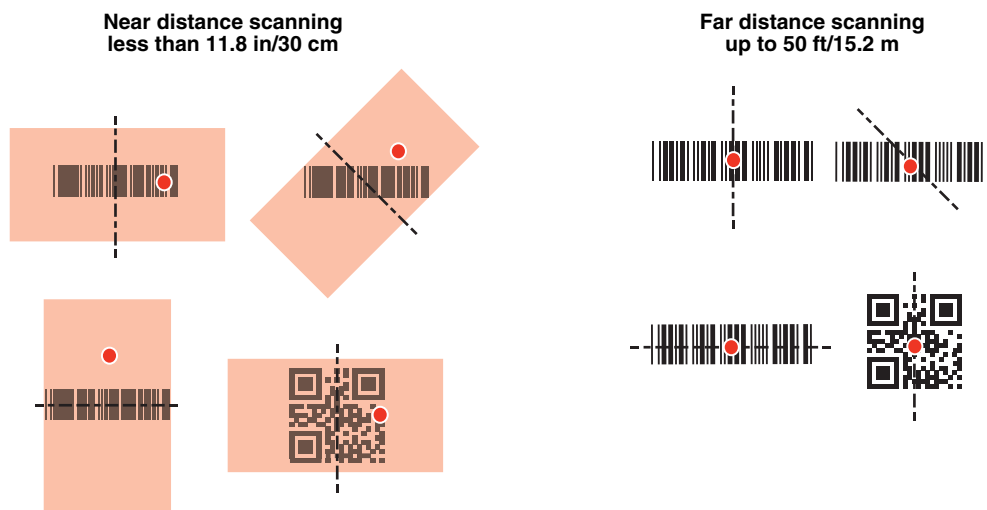 Near distance scanning
less than 11.8 in/30 cm
Far distance scanning
up to 50 ft/15.2 m